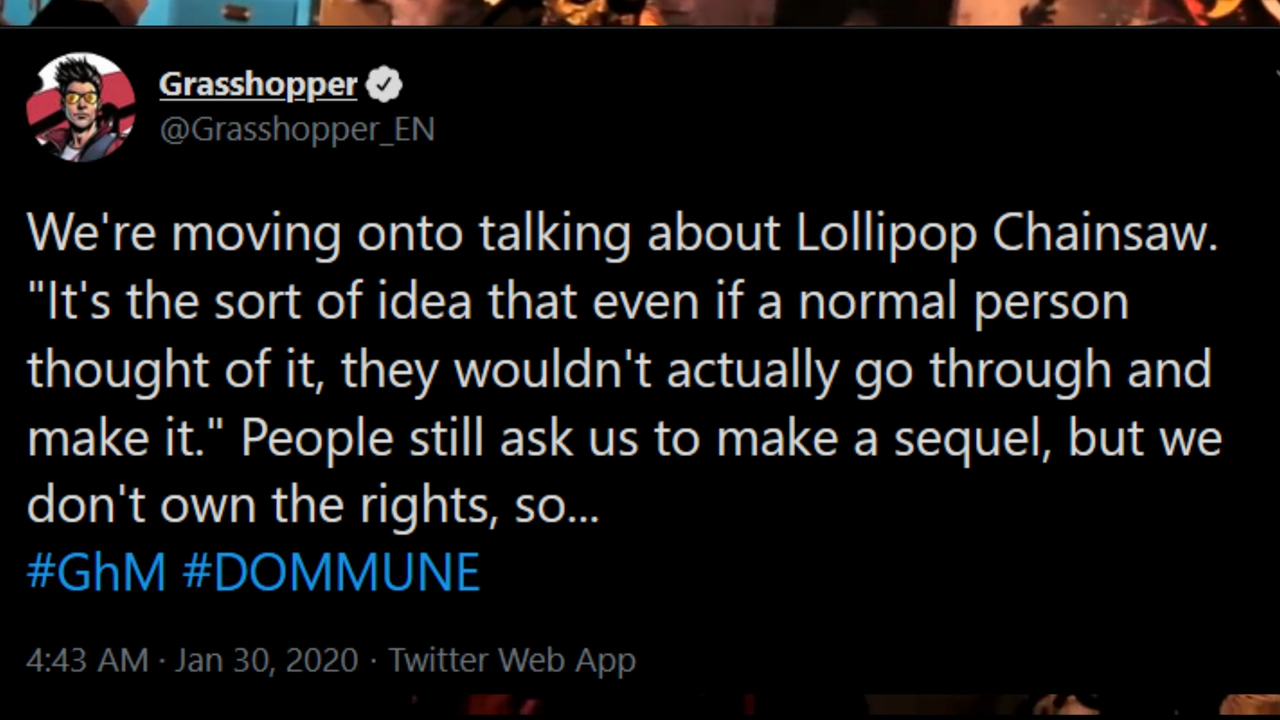 Grasshopper
@Grasshopper_EN
We're moving onto talking about Lollipop Chainsaw.
"It's the sort of idea that even if a normal person
thought of it, they wouldn't actually go through and
make it." People still ask us to make a sequel, but we
don't own the rights, so...
#GhM #DOMMUNE
4:43 AM · Jan 30, 2020 · Twitter Web App